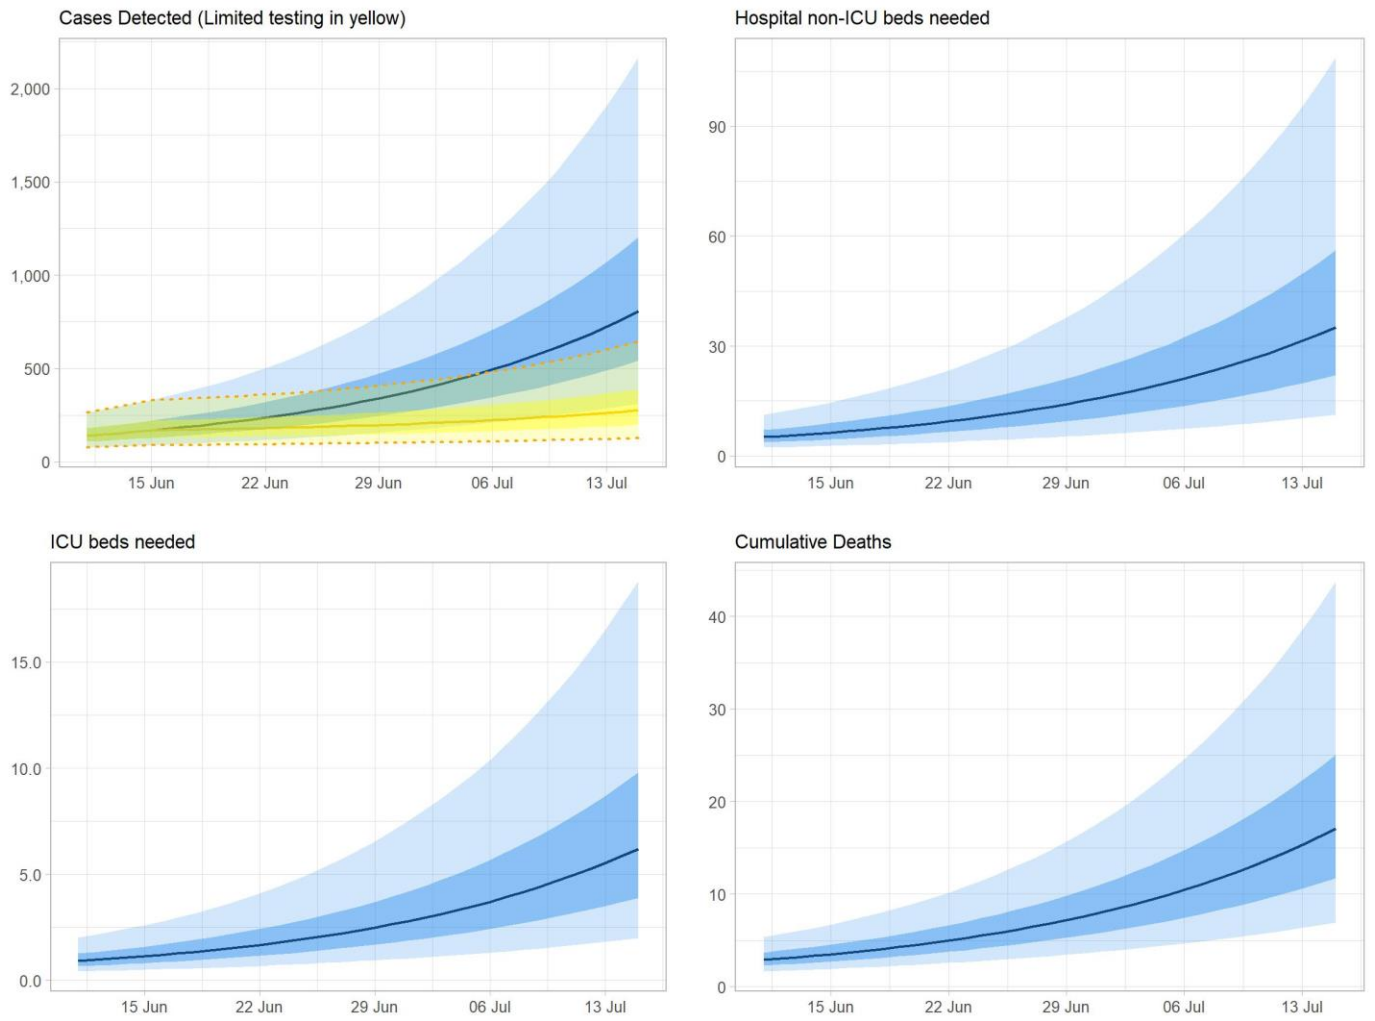 Cases Detected (Limited testing in yellow)
2,000
1,500
1,000
500
0
15 Jun 22 Jun 29 Jun 06 Jul 13 Jul
Hospital non-ICU beds needed
90
60
30
0
15 Jun 22 Jun 29 Jun 06 Jul 13 Jul
ICU beds needed
15.0
10.0
5.0
0.0
15 Jun 22 Jun 29 Jun 06 Jul 13 Jul
Cumulative Deaths
40
30
20
10
0
15 Jun 22 Jun 29 Jun 06 Jul 13 Jul